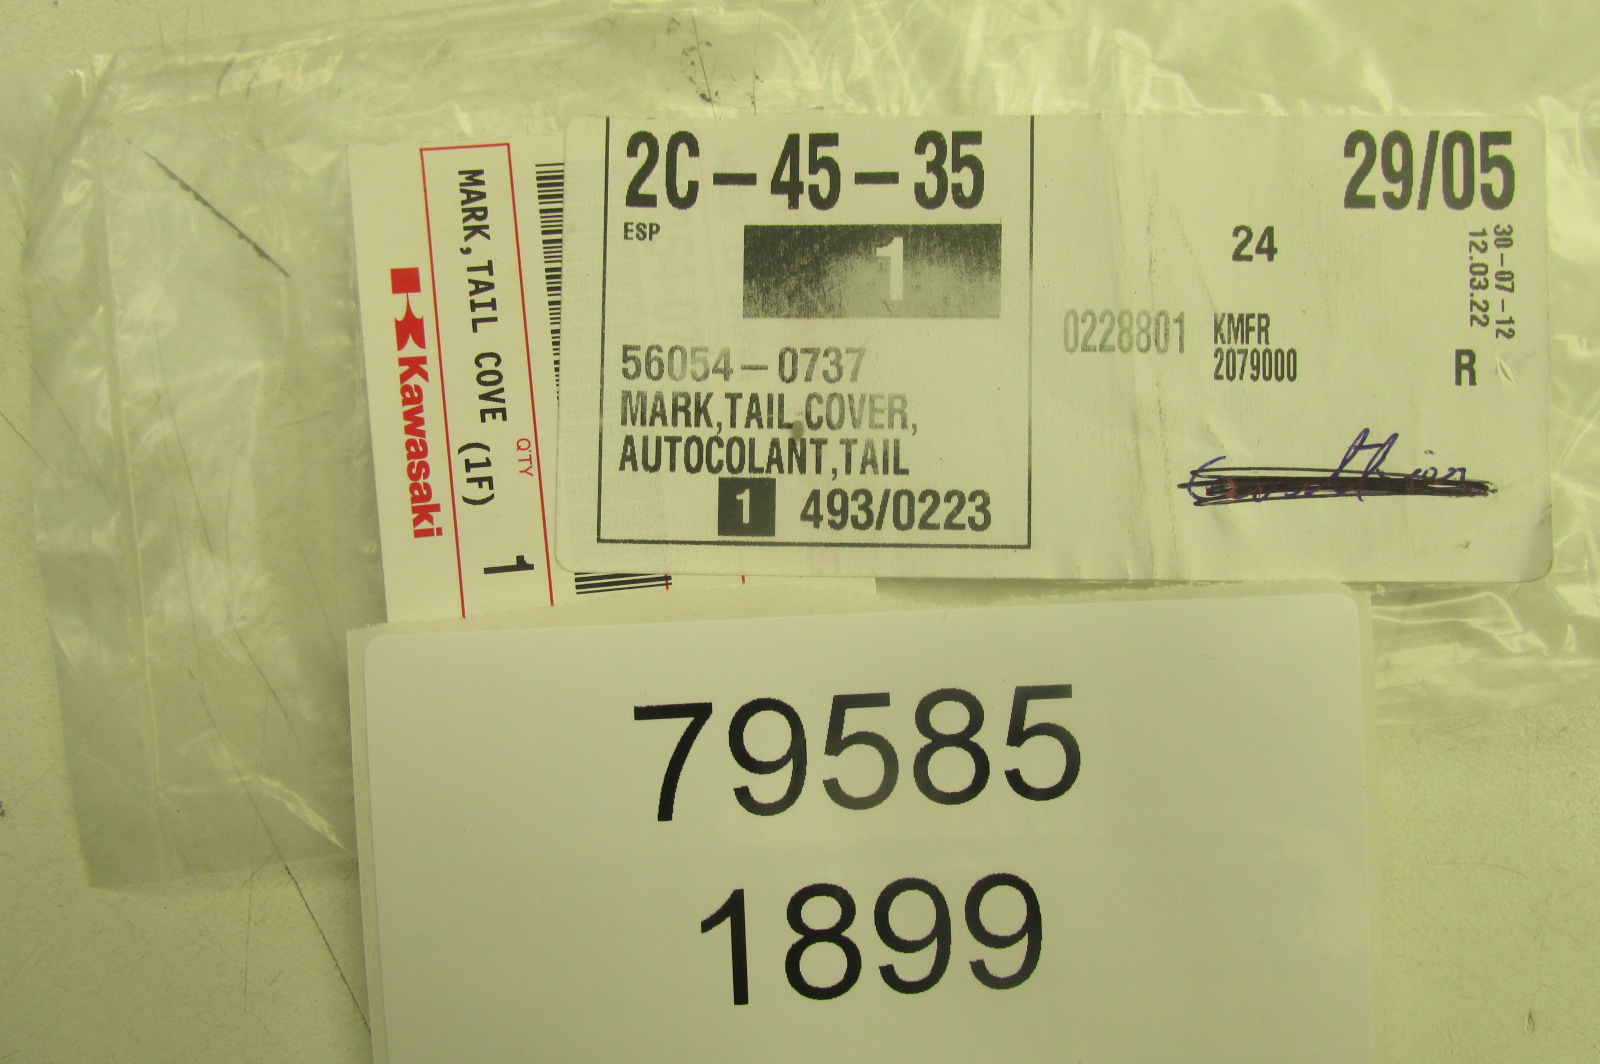 Kawasaki
MARK,TAIL COVE (1F)
Q'TY
1
2C-45-35
ESP
1
56054-0737
MARK,TAIL COVER,
AUTOCOLANT,TAIL
1 493/0223
29/05
24
30-07-12
12.03.22
0228801
KMFR
2079000
R
79585
1899